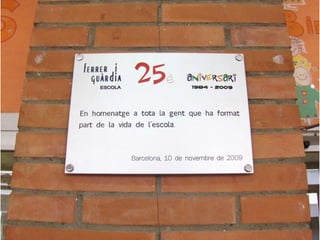 ferrer i
guàrdia
ESCOLA
25è aniversari
1984 - 2009
En homenatge a tota la gent que ha format
part de la vida de l'escola.
Barcelona, 10 de novembre de 2009